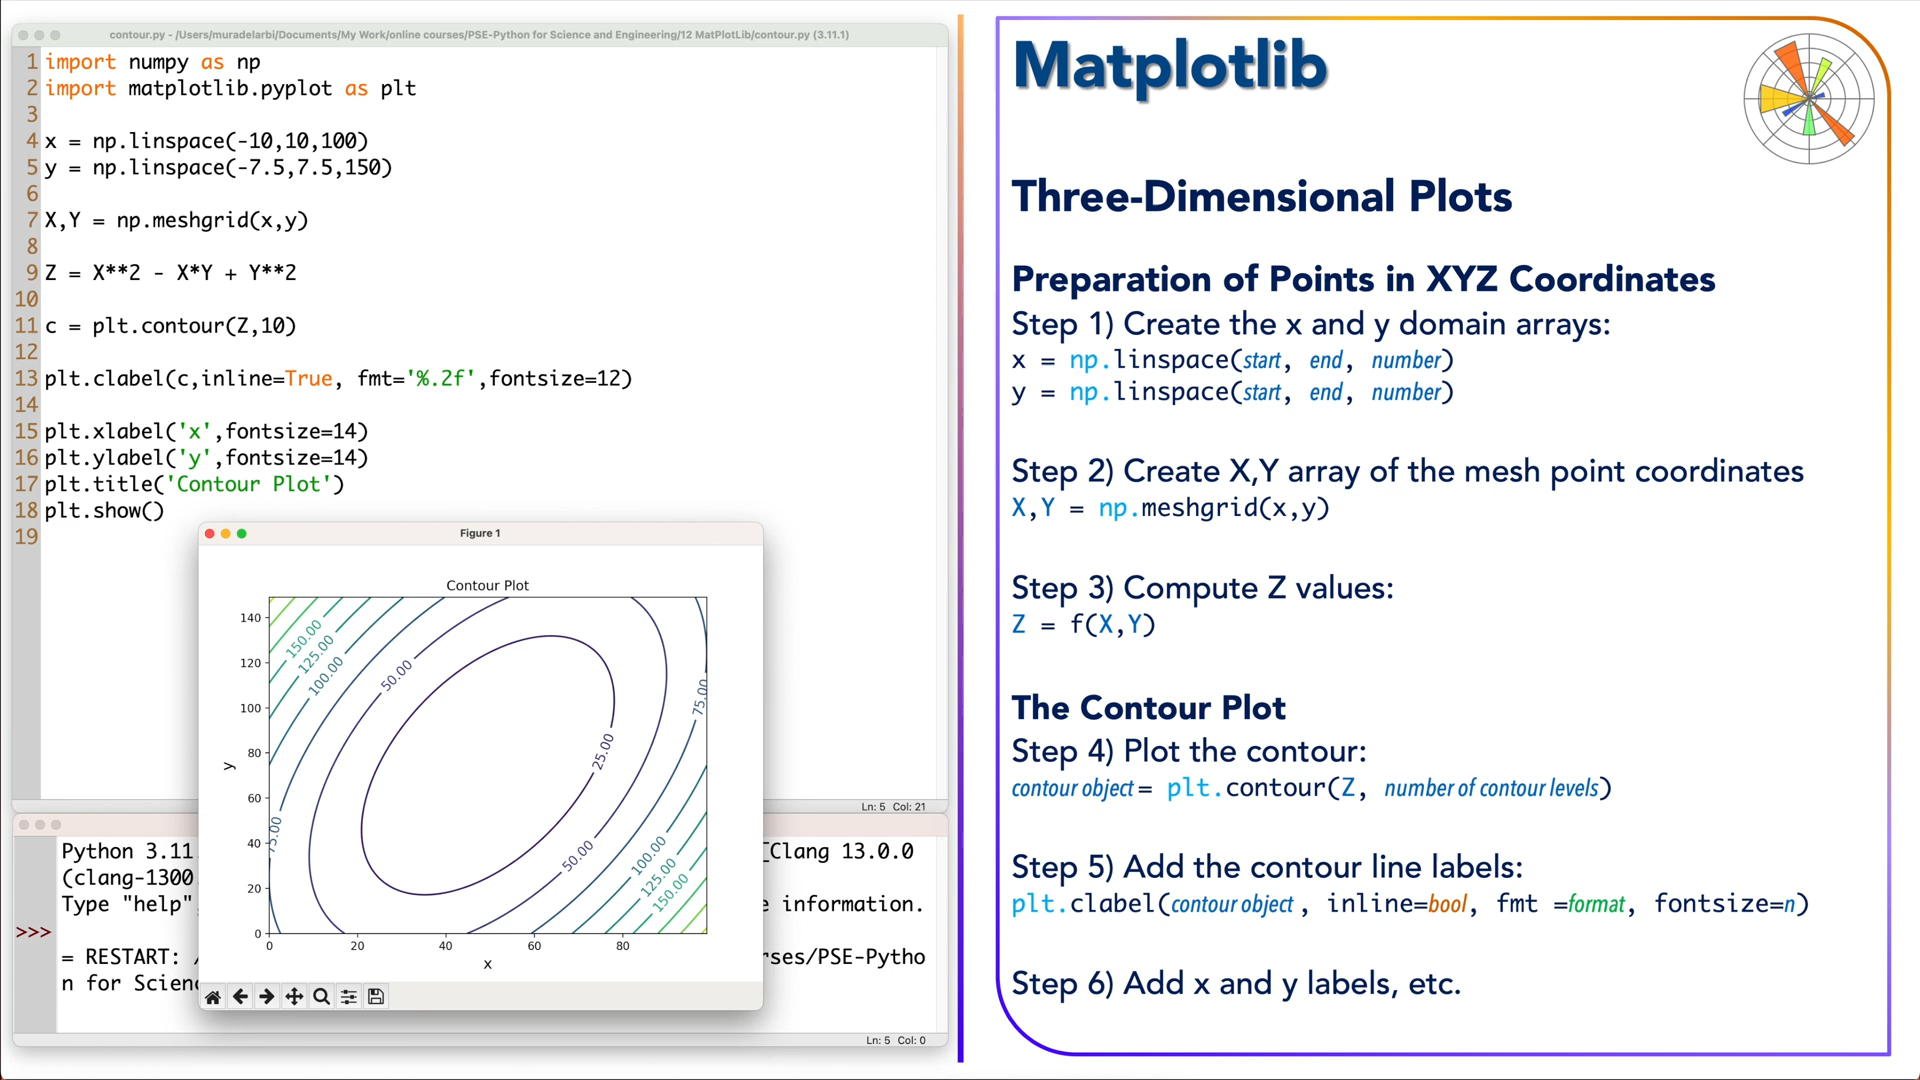 contour.py - /Users/muradelarbi/Documents/My Work/online courses/PSE-Python for Science and Engineering/12 MatPlotLib/contour.py (3.11.1)
1 import numpy as np
2 import matplotlib.pyplot as plt
3
4 x = np.linspace(-10,10,100)
5 y = np.linspace(-7.5,7.5,150)
6
7 X,Y = np.meshgrid(x,y)
8
9 Z = X**2 - X*Y + Y**2
10
11 c = plt.contour(Z,10)
12
13 plt.clabel(c,inline=True, fmt='%.2f',fontsize=12)
14
15 plt.xlabel('x',fontsize=14)
16 plt.ylabel('y',fontsize=14)
17 plt.title('Contour Plot')
18 plt.show()
19
Ln: 5 Col: 21
Figure 1
Contour Plot
140
120
100
80
60
40
20
0
0 20 40 60 80
x
y
150.00
125.00
100.00
50.00
75.00
25.00
75.00
50.00
100.00
125.00
150.00
Python 3.11
[Clang 13.0.0
(clang-1300
Type "help",
e information.
>>>
= RESTART: /
rses/PSE-Pytho
n for Scien
Ln: 5 Col: 0
Matplotlib
Three-Dimensional Plots
Preparation of Points in XYZ Coordinates
Step 1) Create the x and y domain arrays:
x = np.linspace(start, end, number)
y = np.linspace(start, end, number)
Step 2) Create X,Y array of the mesh point coordinates
X,Y = np.meshgrid(x,y)
Step 3) Compute Z values:
Z = f(X,Y)
The Contour Plot
Step 4) Plot the contour:
contour object = plt.contour(Z, number of contour levels)
Step 5) Add the contour line labels:
plt.clabel(contour object , inline=bool, fmt =format, fontsize=n)
Step 6) Add x and y labels, etc.